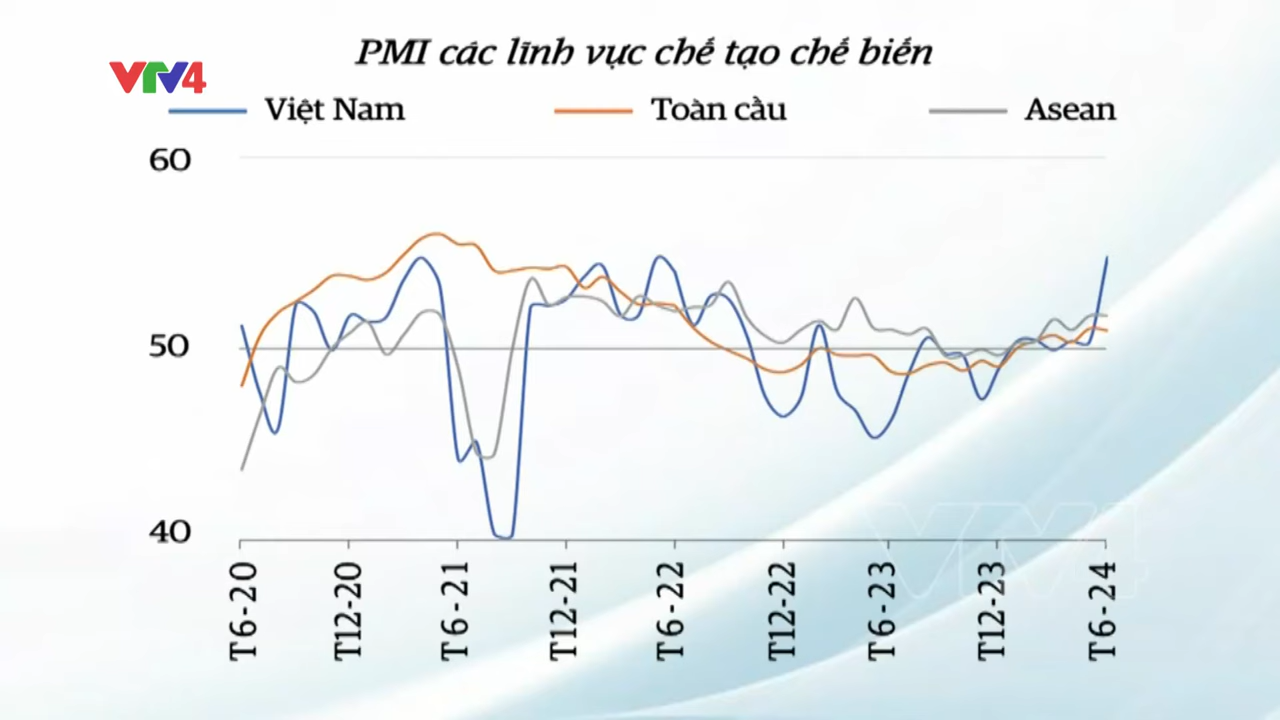 PMI các lĩnh vực chế tạo chế biến
VTV4
Việt Nam
Toàn cầu
Asean
60
50
40
T6-20
T12-20
T6-21
T12-21
T6-22
T12-22
T6-23
T12-23
T6-24
VTV4